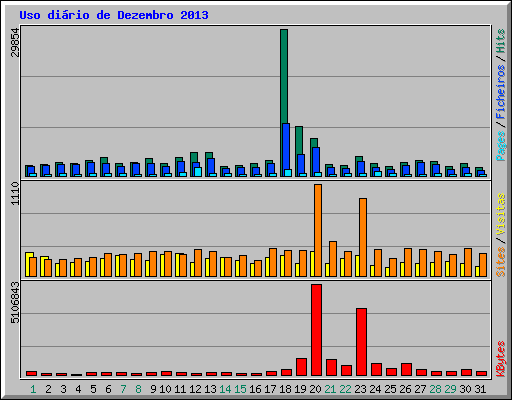 Uso diário de Dezembro 2013
29854
Pages / Ficheiros / Hits
1110
Sites / Visitas
5106843
KBytes
1 2 3 4 5 6 7 8 9 10 11 12 13 14 15 16 17 18 19 20 21 22 23 24 25 26 27 28 29 30 31